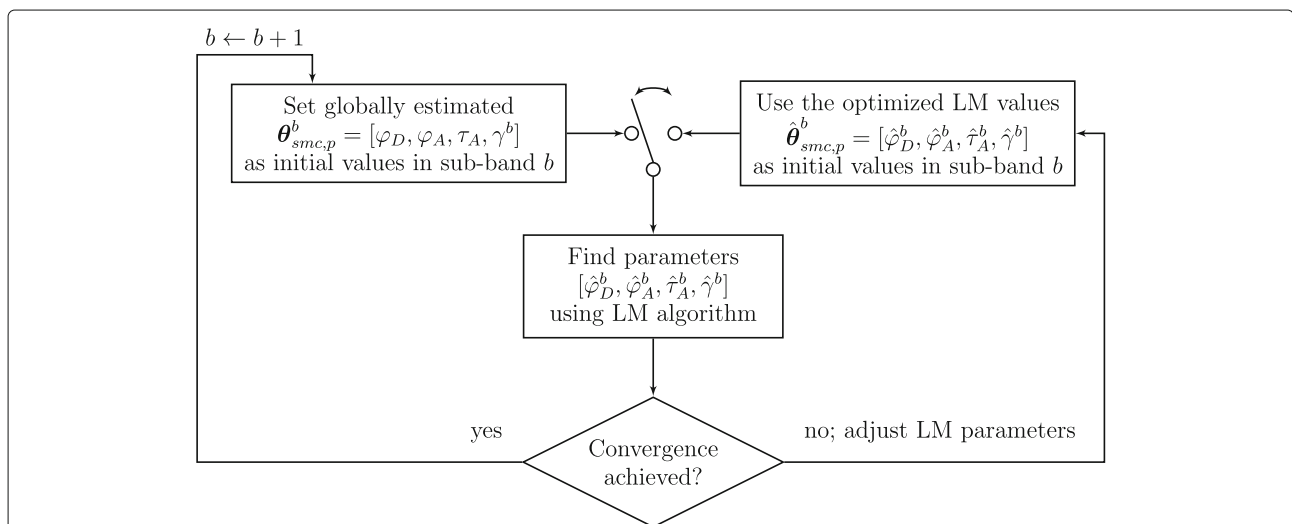 b ← b + 1
Set globally estimated
θ^b_{smc,p} = [φ_D, φ_A, τ_A, γ^b]
as initial values in sub-band b
Use the optimized LM values
θ̂^b_{smc,p} = [φ̂^b_D, φ̂^b_A, τ̂^b_A, γ̂^b]
as initial values in sub-band b
Find parameters
[φ̂^b_D, φ̂^b_A, τ̂^b_A, γ̂^b]
using LM algorithm
yes
no; adjust LM parameters
Convergence
achieved?